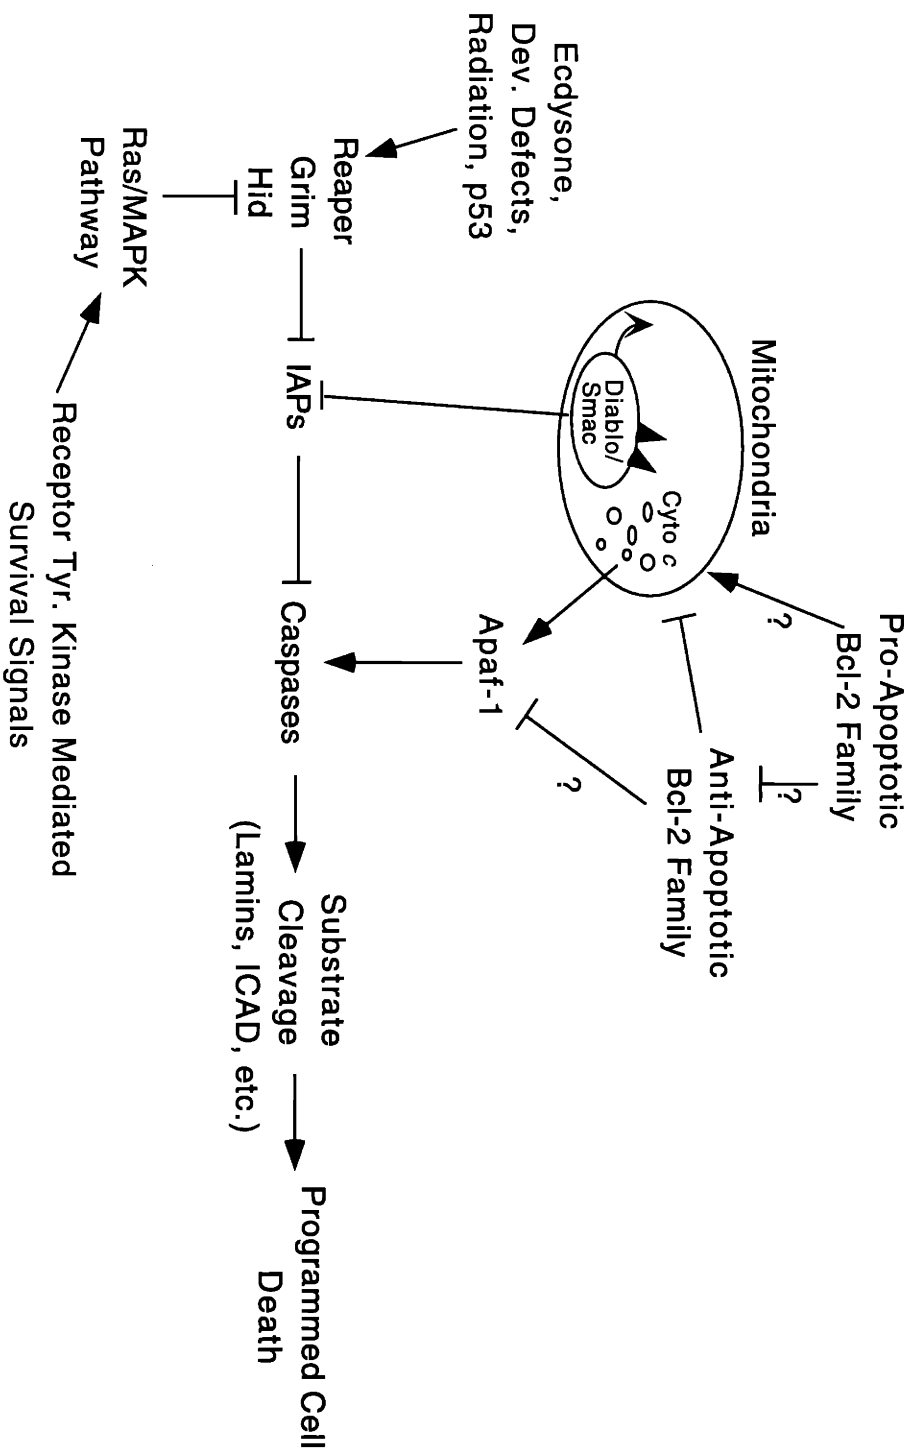 Pro-Apoptotic
Bcl-2 Family
?
?
Mitochondria
Anti-Apoptotic
Bcl-2 Family
Cyto c
Diablo/
Smac
?
Ecdysone,
Dev. Defects,
Radiation, p53
Apaf-1
Reaper
Grim
Hid
IAPs
Caspases
Substrate
Cleavage
(Lamins, ICAD, etc.)
Programmed Cell
Death
Ras/MAPK
Pathway
Receptor Tyr. Kinase Mediated
Survival Signals